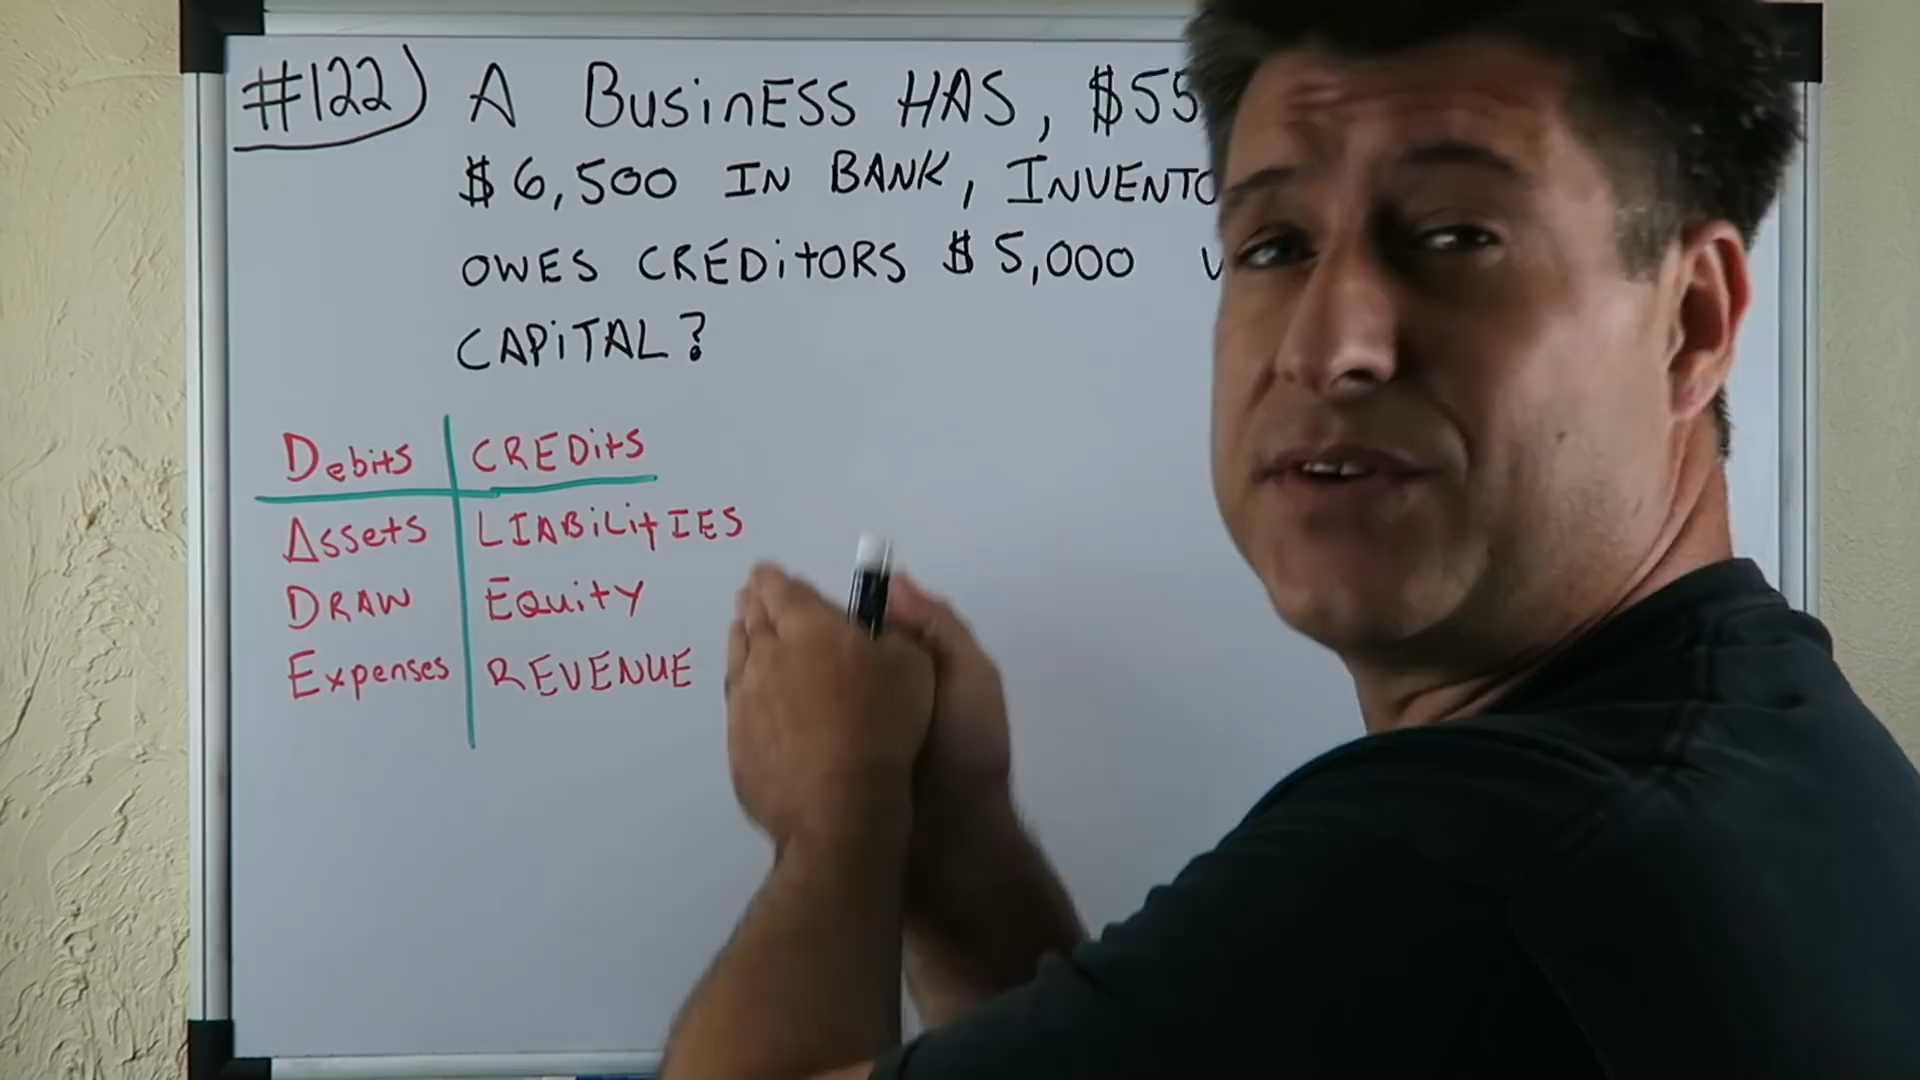 #122) A BusinESS HAS, $55
$6,500 IN BANK, INVENTO
OWES CREDitORS $5,000
CAPiTAL?
Debits CREDits
Assets LIABiLitIES
DRAW EQuitY
Expenses REVENUE